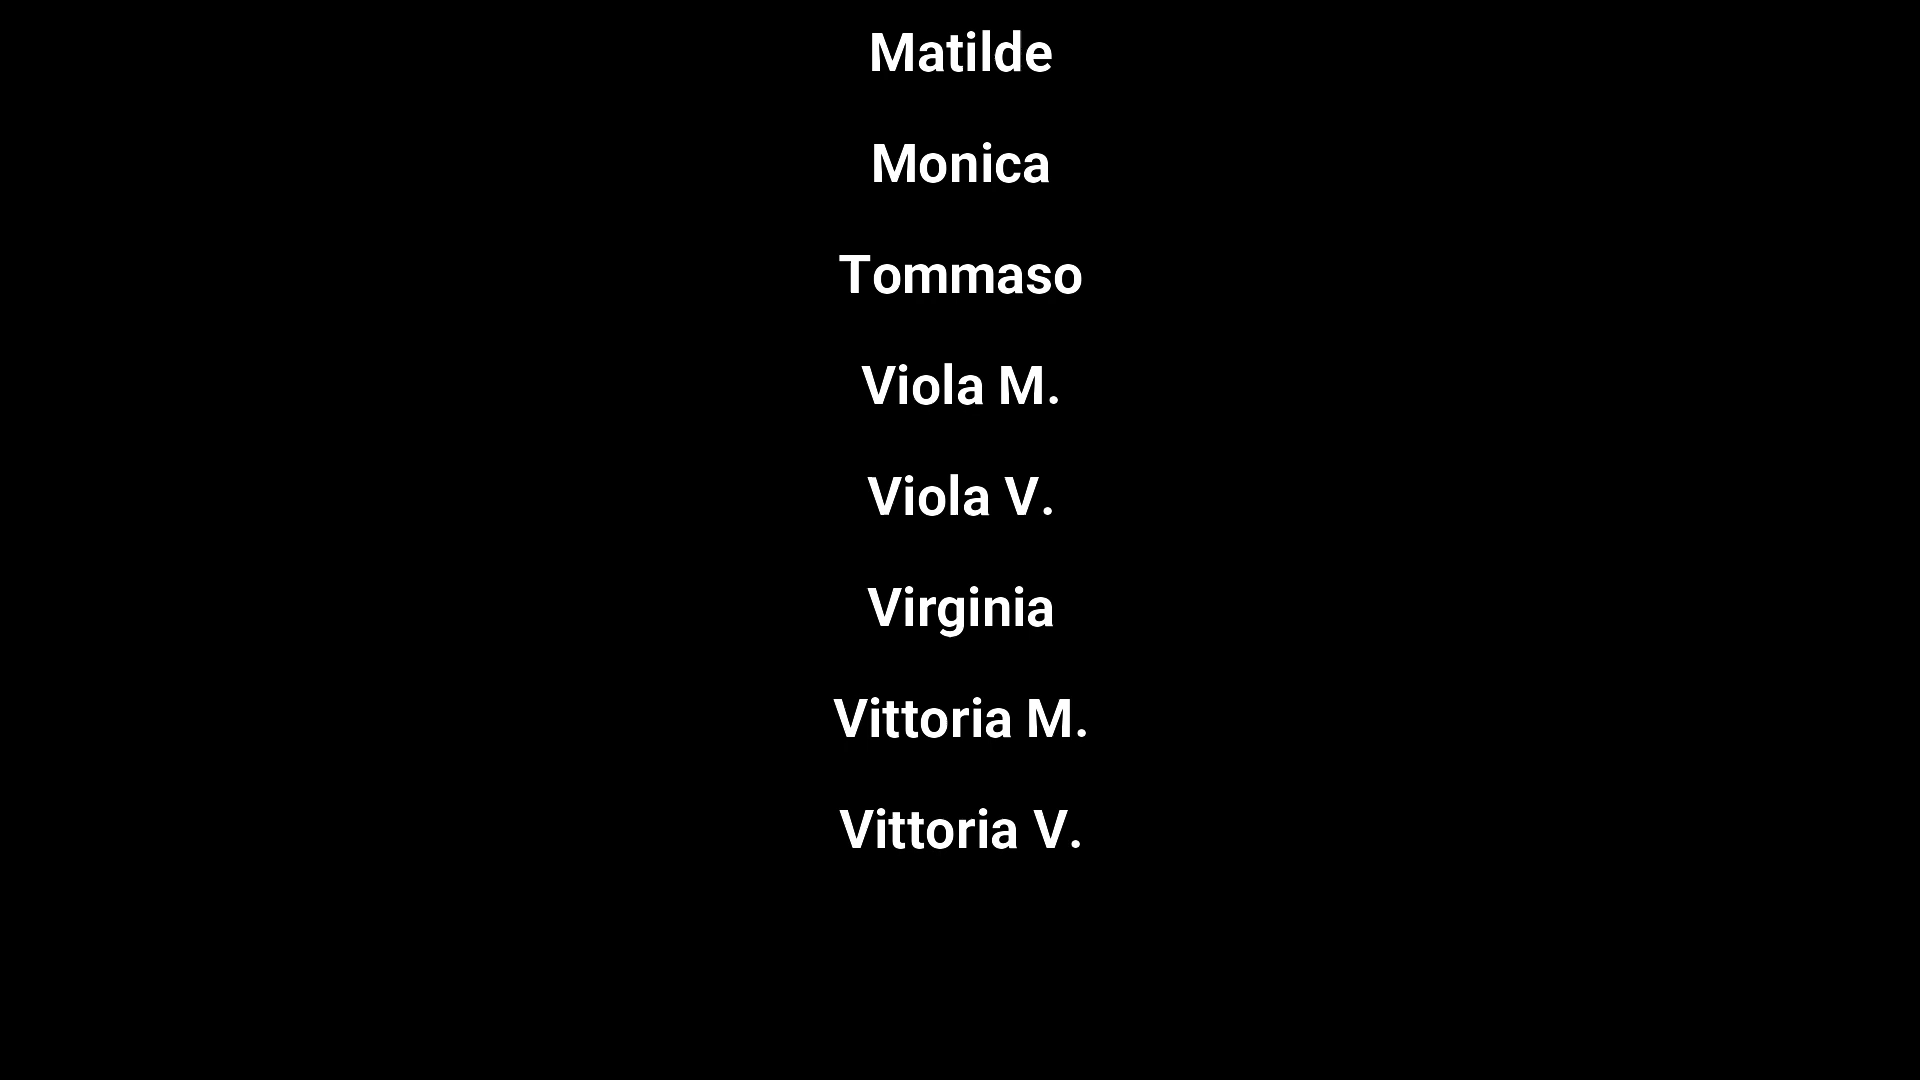 Matilde
Monica
Tommaso
Viola M.
Viola V.
Virginia
Vittoria M.
Vittoria V.